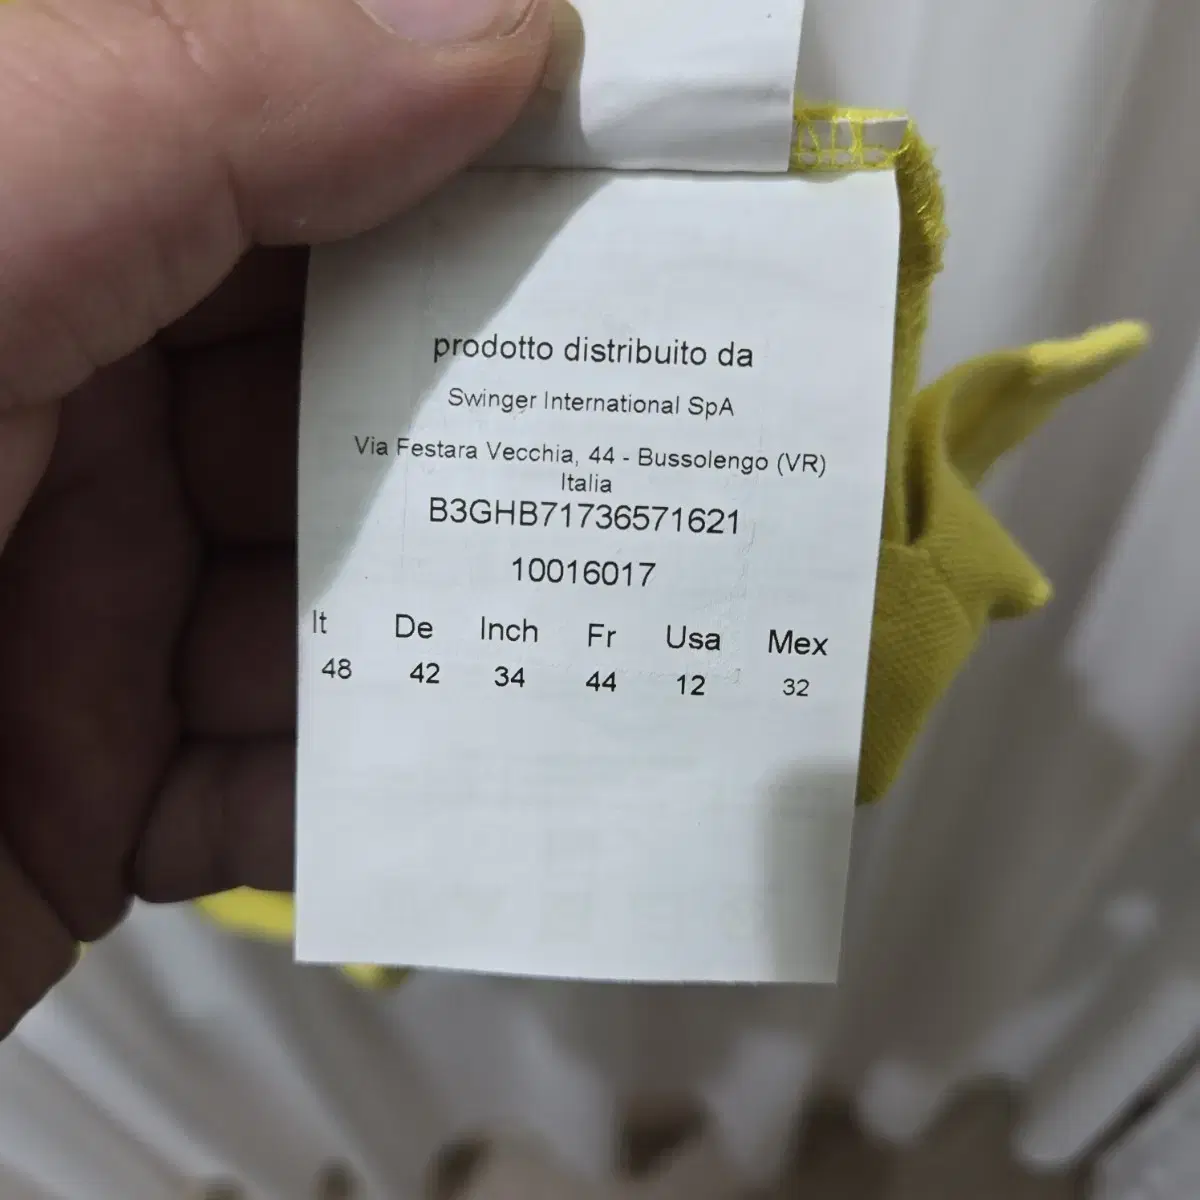 prodotto distribuito da
Swinger International SpA
Via Festara Vecchia, 44 - Bussolengo (VR)
Italia
B3GHB71736571621
10016017
It De Inch Fr Usa Mex
48 42 34 44 12 32